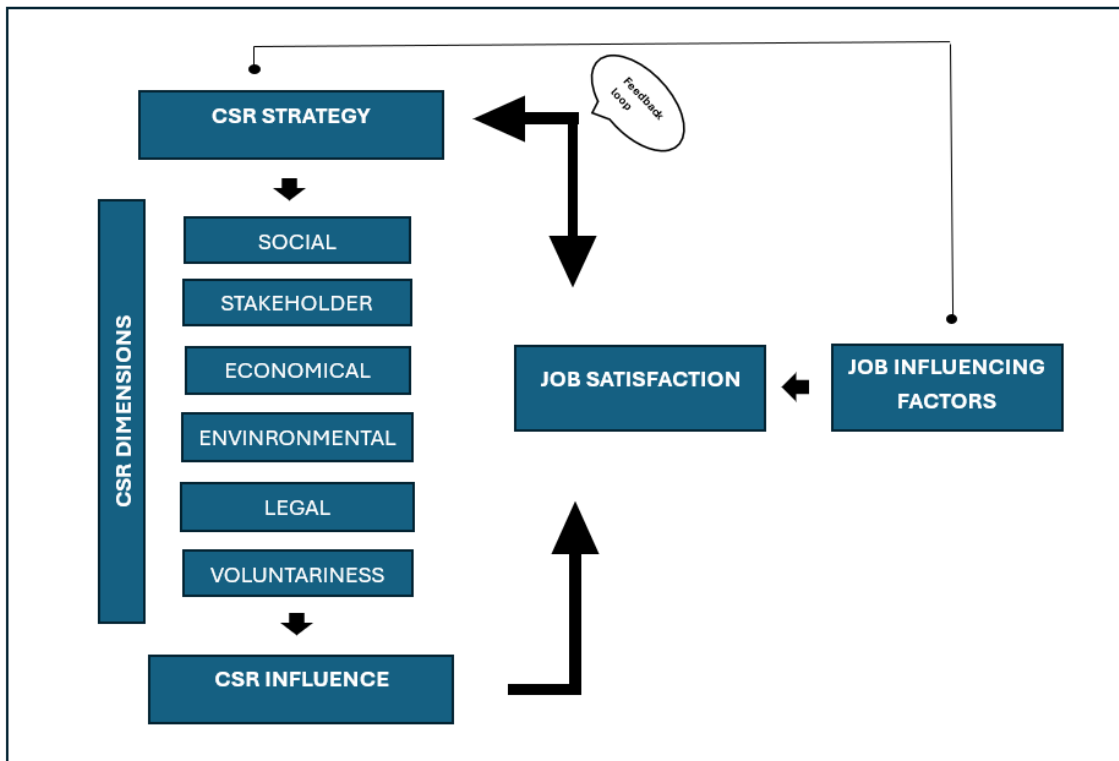 Feedback
loop
CSR STRATEGY
CSR DIMENSIONS
SOCIAL
STAKEHOLDER
ECONOMICAL
ENVINRONMENTAL
LEGAL
VOLUNTARINESS
CSR INFLUENCE
JOB SATISFACTION
JOB INFLUENCING
FACTORS